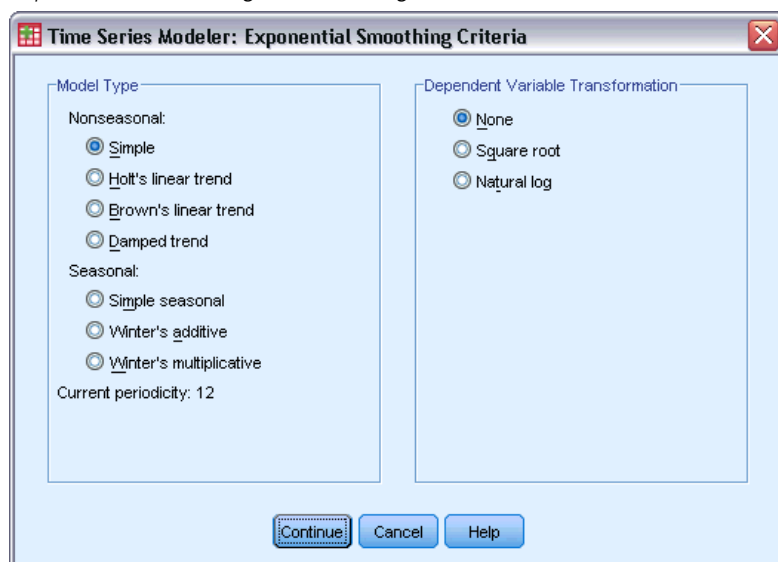 Time Series Modeler: Exponential Smoothing Criteria
Model Type
Nonseasonal:
Simple
Holt's linear trend
Brown's linear trend
Damped trend
Seasonal:
Simple seasonal
Winter's additive
Winter's multiplicative
Current periodicity: 12
Dependent Variable Transformation
None
Square root
Natural log
Continue
Cancel
Help